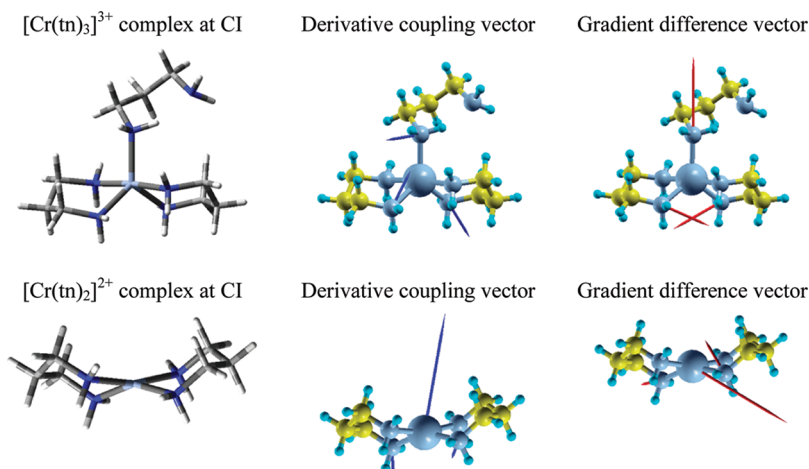 [Cr(tn)₃]³⁺ complex at CI
Derivative coupling vector
Gradient difference vector
[Cr(tn)₂]²⁺ complex at CI
Derivative coupling vector
Gradient difference vector